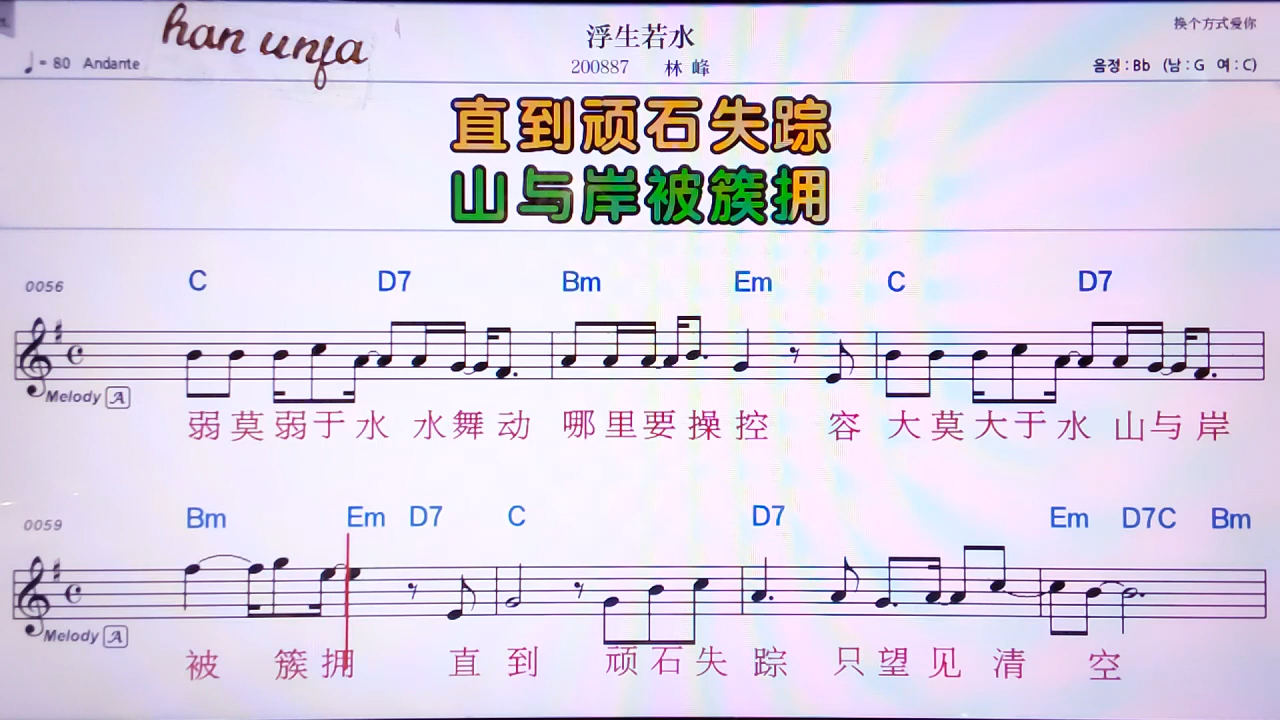 han unfa
浮生若水
换个方式爱你
♩= 80 Andante
200887 林 峰
음정 : Bb (남 : G 여 : C)
直到顽石失踪
山与岸被簇拥
0056 C D7 Bm Em C D7
Melody A
弱 莫 弱 于 水 水 舞 动 哪 里 要 操 控 容 大 莫 大 于 水 山 与 岸
0059 Bm Em D7 C D7 Em D7C Bm
Melody A
被 簇 拥 直 到 顽 石 失 踪 只 望 见 清 空